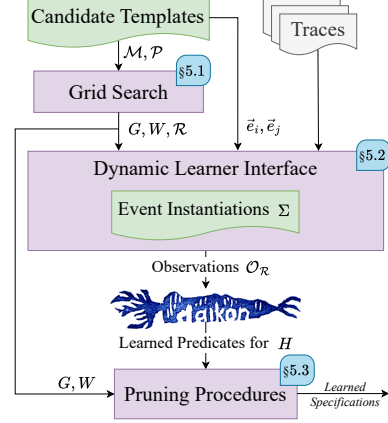 Candidate Templates
Traces
ℳ, 𝒫
§5.1
Grid Search
G, W, ℛ
e⃗ᵢ, e⃗ⱼ
§5.2
Dynamic Learner Interface
Event Instantiations Σ
Observations 𝒪_ℛ
daikon
Learned Predicates for H
§5.3
G, W
Pruning Procedures
Learned
Specifications